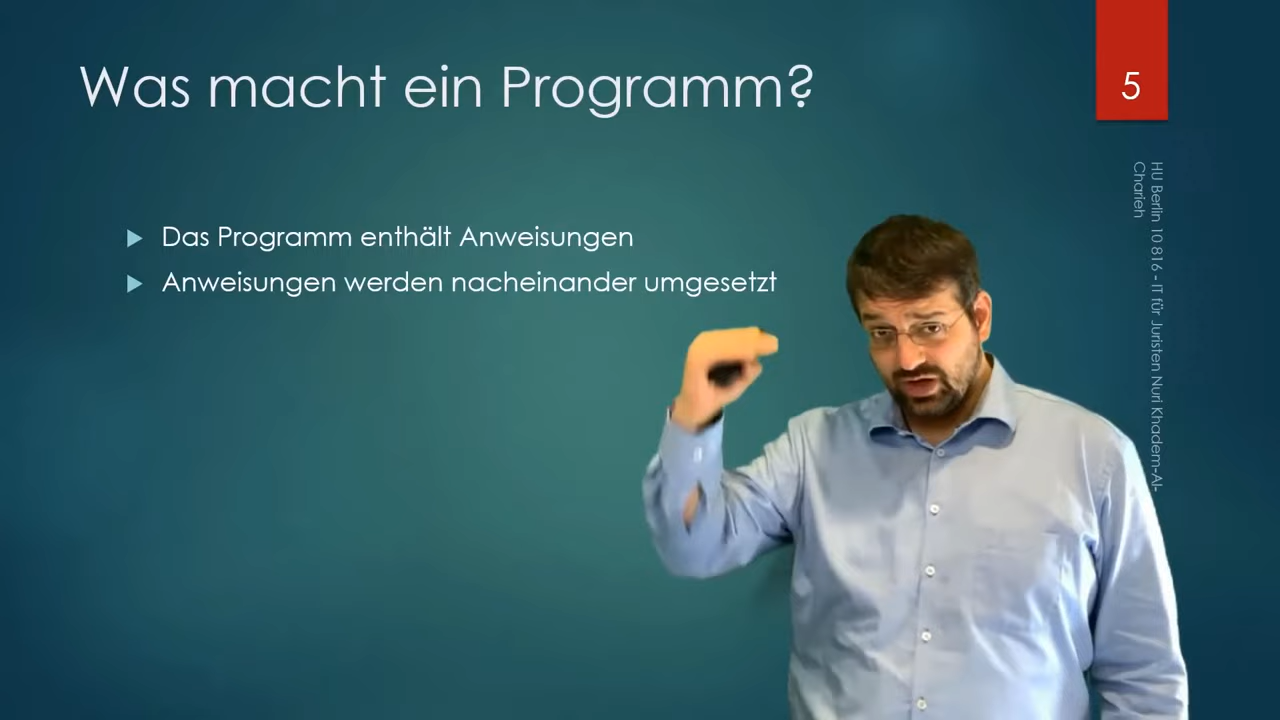 Was macht ein Programm?
5
Das Programm enthält Anweisungen
Anweisungen werden nacheinander umgesetzt
HU Berlin 10 816 - IT für Juristen Nuri Khadem-Al-
Charieh